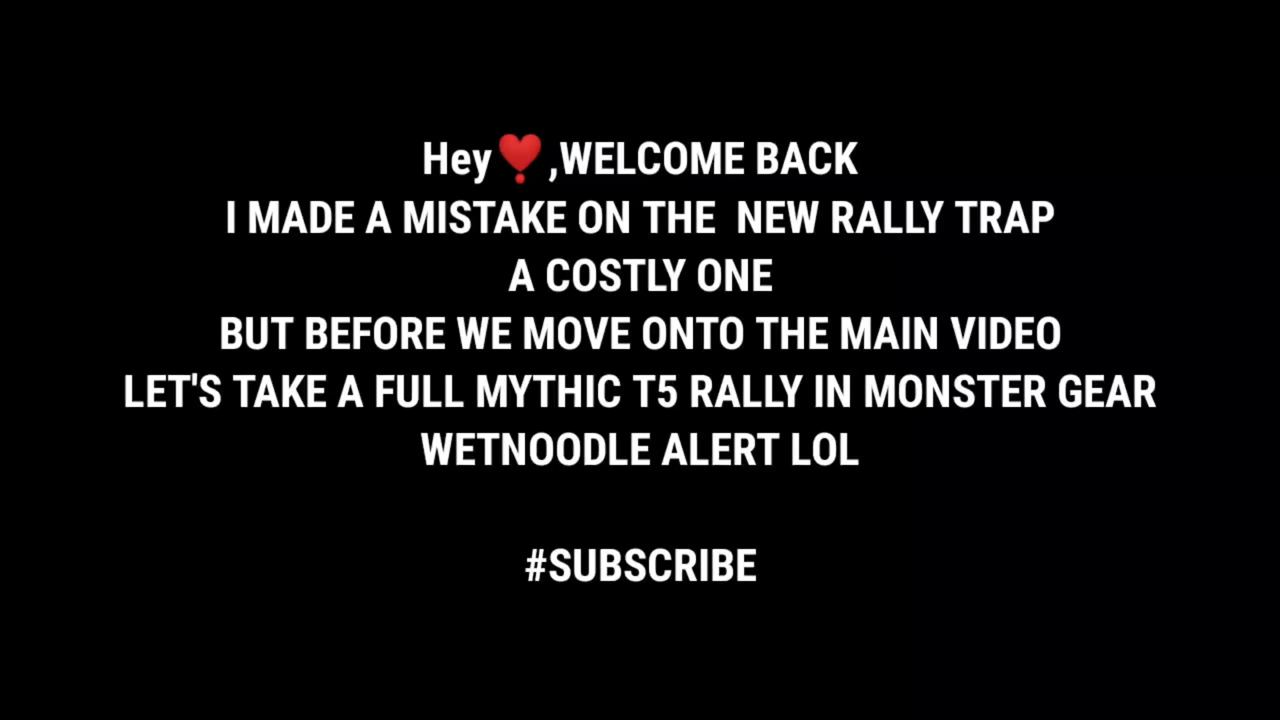 Hey❣️,WELCOME BACK
I MADE A MISTAKE ON THE  NEW RALLY TRAP
A COSTLY ONE
BUT BEFORE WE MOVE ONTO THE MAIN VIDEO
LET'S TAKE A FULL MYTHIC T5 RALLY IN MONSTER GEAR
WETNOODLE ALERT LOL
#SUBSCRIBE